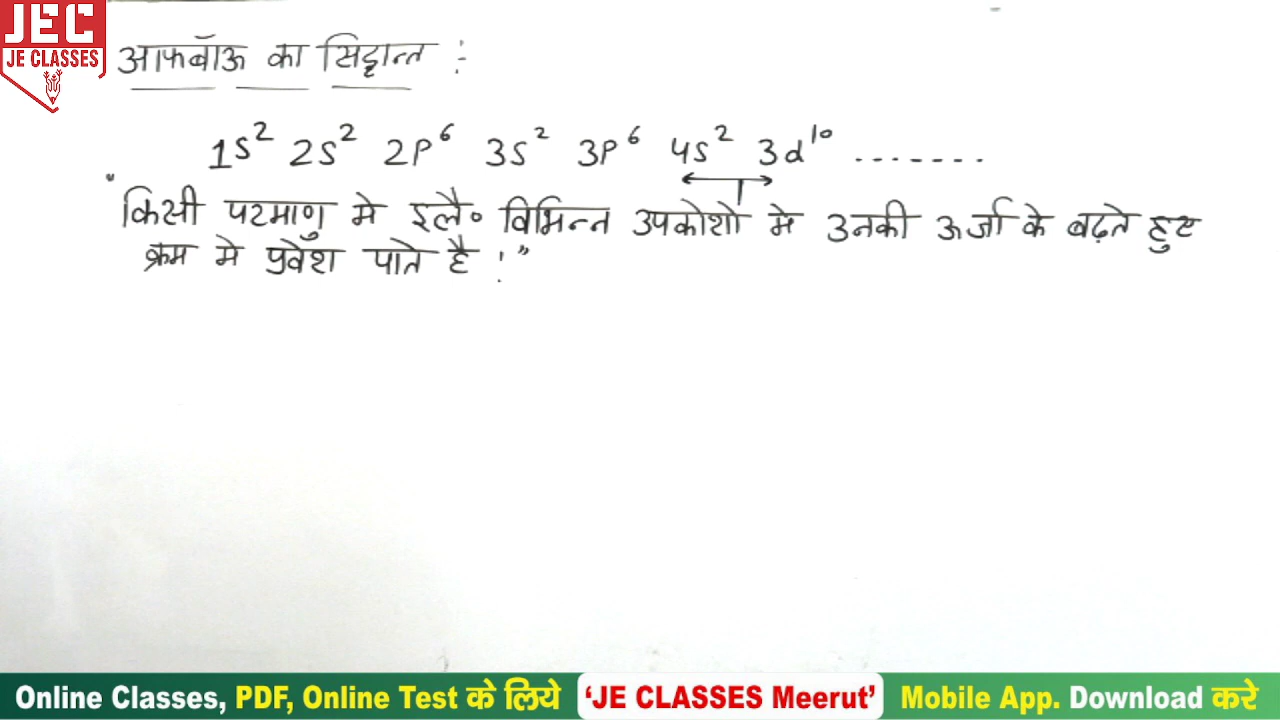 JEC
JE CLASSES
आफबॉऊ का सिद्धान्त :-
1s² 2s² 2p⁶ 3s² 3p⁶ 4s² 3d¹⁰ .......
"किसी परमाणु मे इलै० विभिन्न उपकोशो मे उनकी ऊर्जा के बढ़ते हुए
क्रम मे प्रवेश पाते है ।"
Online Classes, PDF, Online Test के लिये 'JE CLASSES Meerut' Mobile App. Download करे